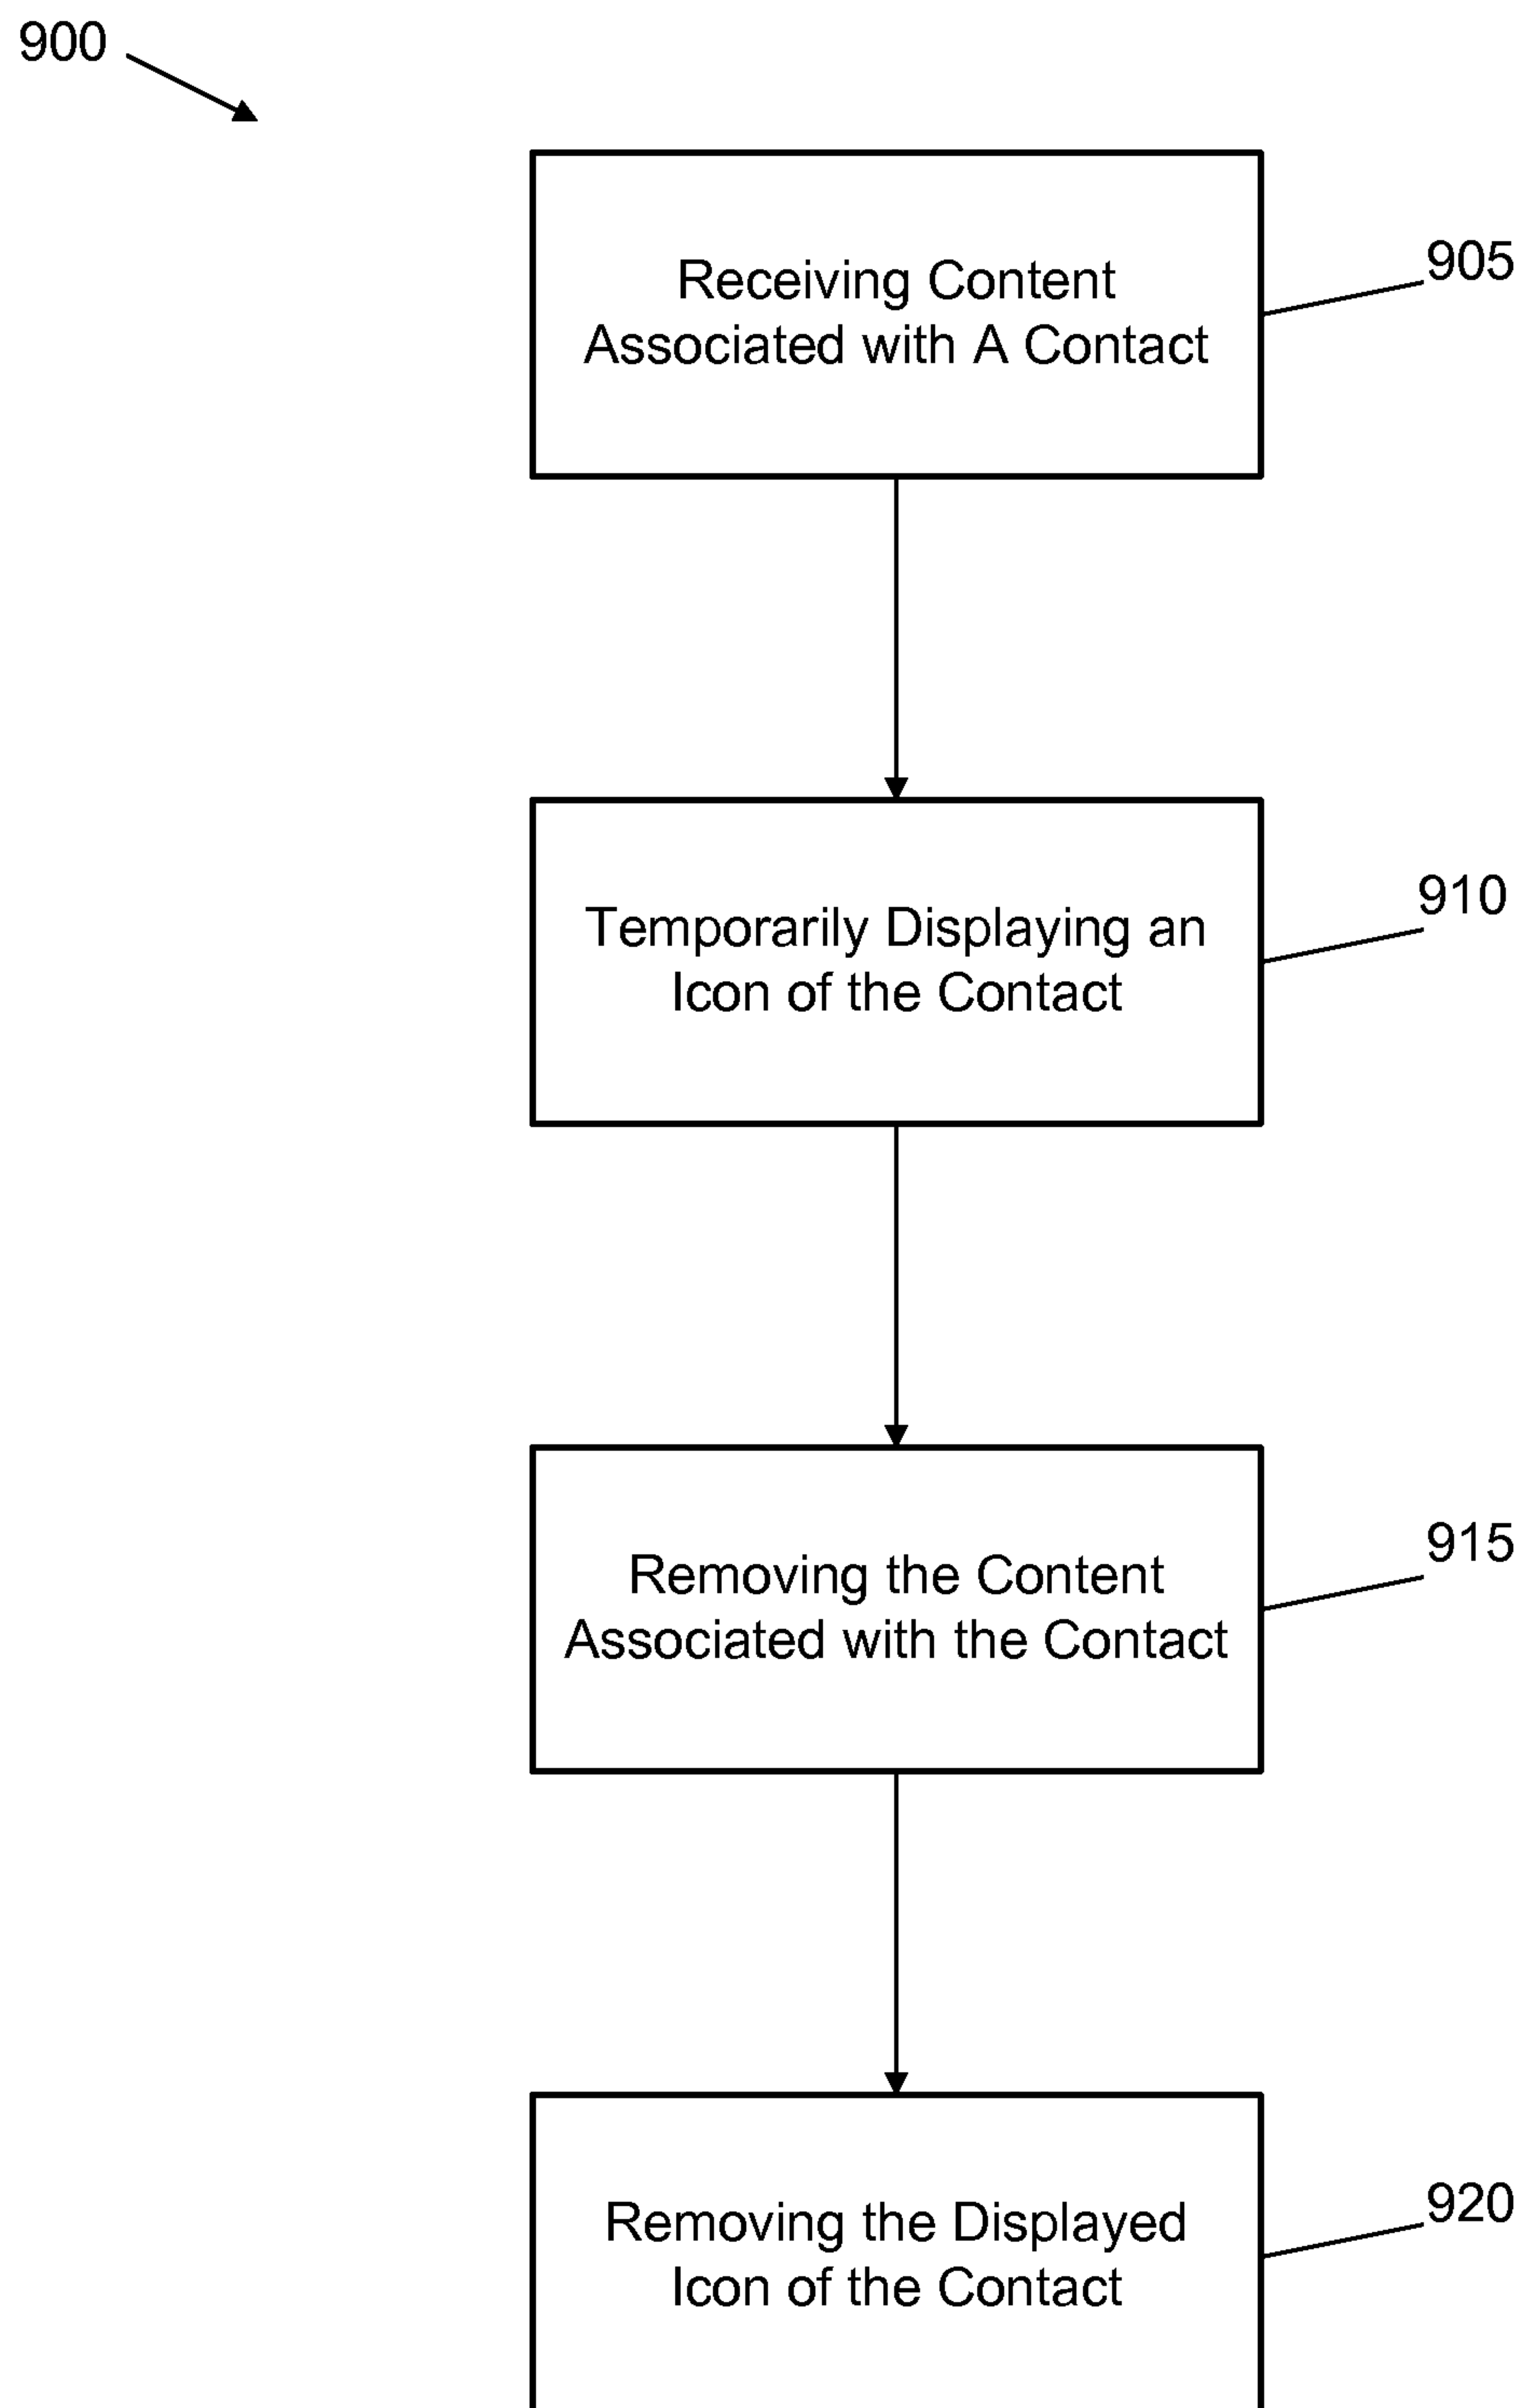 900
Receiving Content
Associated with A Contact
905
Temporarily Displaying an
Icon of the Contact
910
Removing the Content
Associated with the Contact
915
Removing the Displayed
Icon of the Contact
920